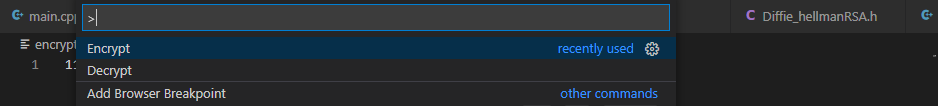 main.cpp
Diffie_hellmanRSA.h
>
encrypt
Encrypt recently used
1
Decrypt
Add Browser Breakpoint other commands